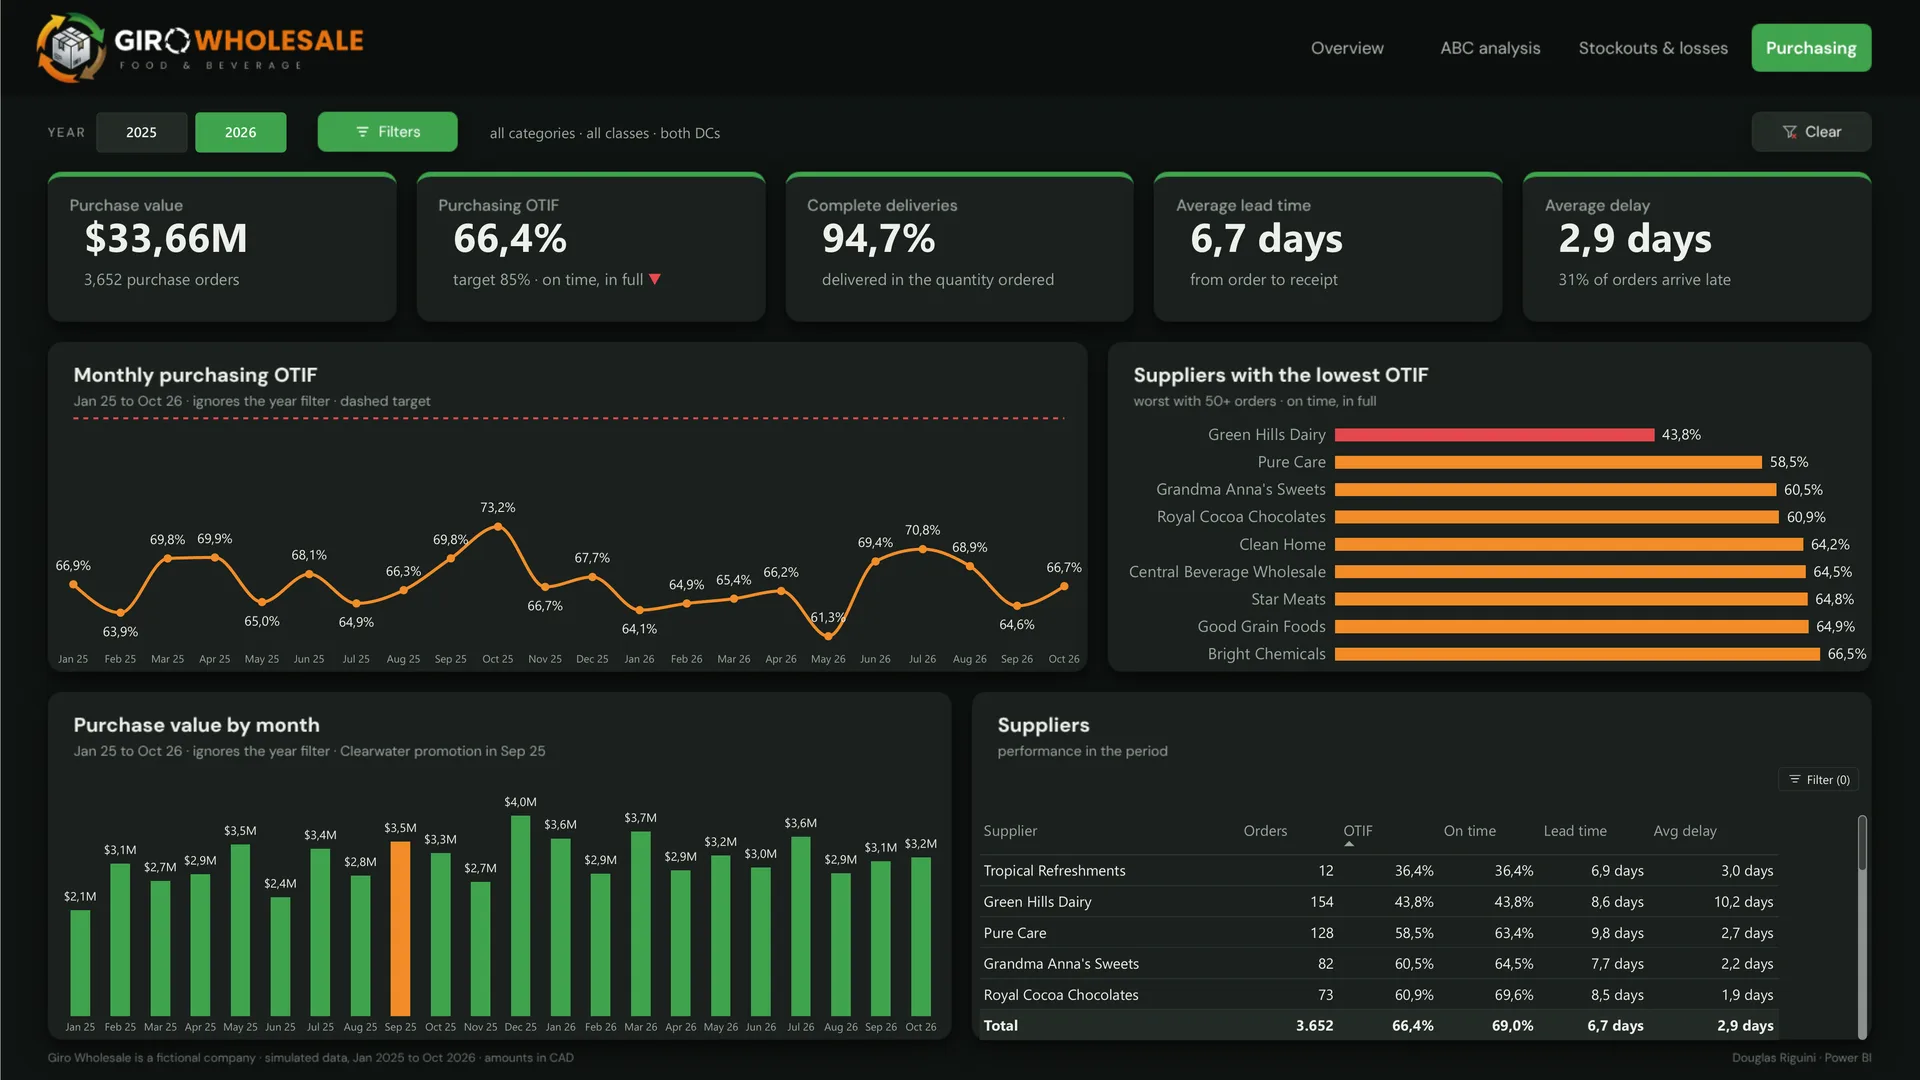 GIROWHOLESALE
FOOD & BEVERAGE
Overview
ABC analysis
Stockouts & losses
Purchasing
YEAR
2025
2026
Filters
all categories · all classes · both DCs
Clear
Purchase value
$33,66M
3,652 purchase orders
Purchasing OTIF
66,4%
target 85% · on time, in full ▼
Complete deliveries
94,7%
delivered in the quantity ordered
Average lead time
6,7 days
from order to receipt
Average delay
2,9 days
31% of orders arrive late
Monthly purchasing OTIF
Jan 25 to Oct 26 · ignores the year filter · dashed target
66,9% 63,9% 69,8% 69,9% 65,0% 68,1% 64,9% 66,3% 69,8% 73,2% 66,7% 67,7% 64,1% 64,9% 65,4% 66,2% 61,3% 69,4% 70,8% 68,9% 64,6% 66,7%
Jan 25 Feb 25 Mar 25 Apr 25 May 25 Jun 25 Jul 25 Aug 25 Sep 25 Oct 25 Nov 25 Dec 25 Jan 26 Feb 26 Mar 26 Apr 26 May 26 Jun 26 Jul 26 Aug 26 Sep 26 Oct 26
Suppliers with the lowest OTIF
worst with 50+ orders · on time, in full
Green Hills Dairy 43,8%
Pure Care 58,5%
Grandma Anna's Sweets 60,5%
Royal Cocoa Chocolates 60,9%
Clean Home 64,2%
Central Beverage Wholesale 64,5%
Star Meats 64,8%
Good Grain Foods 64,9%
Bright Chemicals 66,5%
Purchase value by month
Jan 25 to Oct 26 · ignores the year filter · Clearwater promotion in Sep 25
$2,1M $3,1M $2,7M $2,9M $3,5M $2,4M $3,4M $2,8M $3,5M $3,3M $2,7M $4,0M $3,6M $2,9M $3,7M $2,9M $3,2M $3,0M $3,6M $2,9M $3,1M $3,2M
Jan 25 Feb 25 Mar 25 Apr 25 May 25 Jun 25 Jul 25 Aug 25 Sep 25 Oct 25 Nov 25 Dec 25 Jan 26 Feb 26 Mar 26 Apr 26 May 26 Jun 26 Jul 26 Aug 26 Sep 26 Oct 26
Suppliers
performance in the period
Filter (0)
Supplier Orders OTIF On time Lead time Avg delay
Tropical Refreshments 12 36,4% 36,4% 6,9 days 3,0 days
Green Hills Dairy 154 43,8% 43,8% 8,6 days 10,2 days
Pure Care 128 58,5% 63,4% 9,8 days 2,7 days
Grandma Anna's Sweets 82 60,5% 64,5% 7,7 days 2,2 days
Royal Cocoa Chocolates 73 60,9% 69,6% 8,5 days 1,9 days
Total 3.652 66,4% 69,0% 6,7 days 2,9 days
Giro Wholesale is a fictional company · simulated data, Jan 2025 to Oct 2026 · amounts in CAD
Douglas Riguini · Power BI